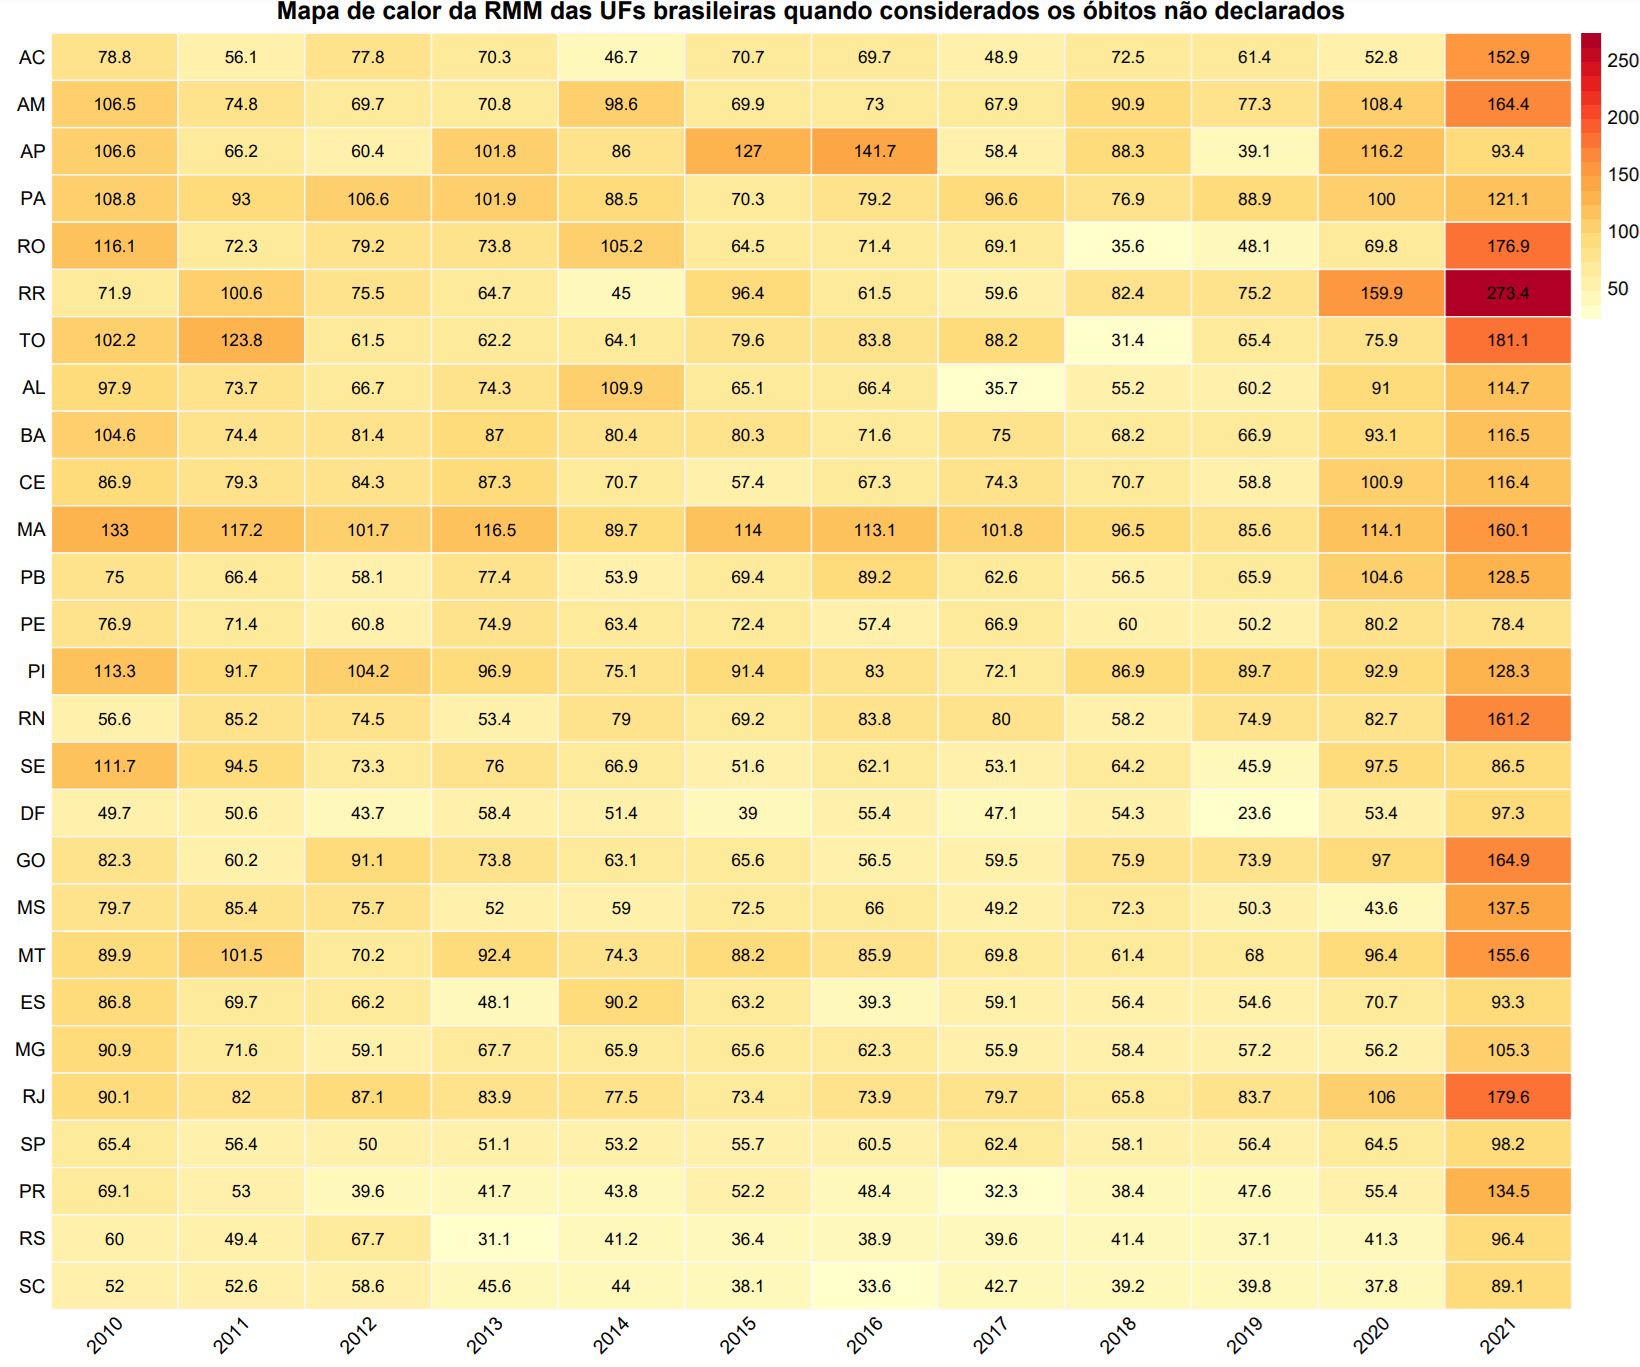 Mapa de calor da RMM das UFs brasileiras quando considerados os óbitos não declarados
AC 78.8 56.1 77.8 70.3 46.7 70.7 69.7 48.9 72.5 61.4 52.8 152.9
250
AM 106.5 74.8 69.7 70.8 98.6 69.9 73 67.9 90.9 77.3 108.4 164.4
200
AP 106.6 66.2 60.4 101.8 86 127 141.7 58.4 88.3 39.1 116.2 93.4
150
PA 108.8 93 106.6 101.9 88.5 70.3 79.2 96.6 76.9 88.9 100 121.1
100
RO 116.1 72.3 79.2 73.8 105.2 64.5 71.4 69.1 35.6 48.1 69.8 176.9
50
RR 71.9 100.6 75.5 64.7 45 96.4 61.5 59.6 82.4 75.2 159.9 273.4
TO 102.2 123.8 61.5 62.2 64.1 79.6 83.8 88.2 31.4 65.4 75.9 181.1
AL 97.9 73.7 66.7 74.3 109.9 65.1 66.4 35.7 55.2 60.2 91 114.7
BA 104.6 74.4 81.4 87 80.4 80.3 71.6 75 68.2 66.9 93.1 116.5
CE 86.9 79.3 84.3 87.3 70.7 57.4 67.3 74.3 70.7 58.8 100.9 116.4
MA 133 117.2 101.7 116.5 89.7 114 113.1 101.8 96.5 85.6 114.1 160.1
PB 75 66.4 58.1 77.4 53.9 69.4 89.2 62.6 56.5 65.9 104.6 128.5
PE 76.9 71.4 60.8 74.9 63.4 72.4 57.4 66.9 60 50.2 80.2 78.4
PI 113.3 91.7 104.2 96.9 75.1 91.4 83 72.1 86.9 89.7 92.9 128.3
RN 56.6 85.2 74.5 53.4 79 69.2 83.8 80 58.2 74.9 82.7 161.2
SE 111.7 94.5 73.3 76 66.9 51.6 62.1 53.1 64.2 45.9 97.5 86.5
DF 49.7 50.6 43.7 58.4 51.4 39 55.4 47.1 54.3 23.6 53.4 97.3
GO 82.3 60.2 91.1 73.8 63.1 65.6 56.5 59.5 75.9 73.9 97 164.9
MS 79.7 85.4 75.7 52 59 72.5 66 49.2 72.3 50.3 43.6 137.5
MT 89.9 101.5 70.2 92.4 74.3 88.2 85.9 69.8 61.4 68 96.4 155.6
ES 86.8 69.7 66.2 48.1 90.2 63.2 39.3 59.1 56.4 54.6 70.7 93.3
MG 90.9 71.6 59.1 67.7 65.9 65.6 62.3 55.9 58.4 57.2 56.2 105.3
RJ 90.1 82 87.1 83.9 77.5 73.4 73.9 79.7 65.8 83.7 106 179.6
SP 65.4 56.4 50 51.1 53.2 55.7 60.5 62.4 58.1 56.4 64.5 98.2
PR 69.1 53 39.6 41.7 43.8 52.2 48.4 32.3 38.4 47.6 55.4 134.5
RS 60 49.4 67.7 31.1 41.2 36.4 38.9 39.6 41.4 37.1 41.3 96.4
SC 52 52.6 58.6 45.6 44 38.1 33.6 42.7 39.2 39.8 37.8 89.1
2010 2011 2012 2013 2014 2015 2016 2017 2018 2019 2020 2021